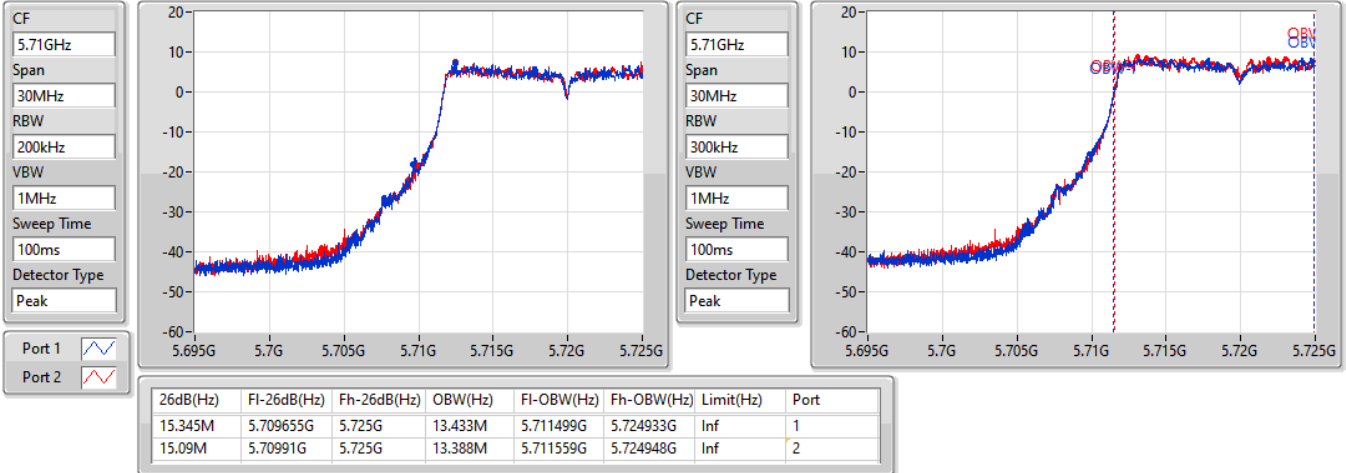 CF
5.71GHz
Span
30MHz
RBW
200kHz
VBW
1MHz
Sweep Time
100ms
Detector Type
Peak
Port 1
Port 2
20
10
0
-10
-20
-30
-40
-50
-60
5.695G 5.7G 5.705G 5.71G 5.715G 5.72G 5.725G
CF
5.71GHz
Span
30MHz
RBW
300kHz
VBW
1MHz
Sweep Time
100ms
Detector Type
Peak
20
10
0
-10
-20
-30
-40
-50
-60
OBW
OBW
5.695G 5.7G 5.705G 5.71G 5.715G 5.72G 5.725G
26dB(Hz) Fl-26dB(Hz) Fh-26dB(Hz) OBW(Hz) Fl-OBW(Hz) Fh-OBW(Hz) Limit(Hz) Port
15.345M 5.709655G 5.725G 13.433M 5.711499G 5.724933G Inf 1
15.09M 5.70991G 5.725G 13.388M 5.711559G 5.724948G Inf 2